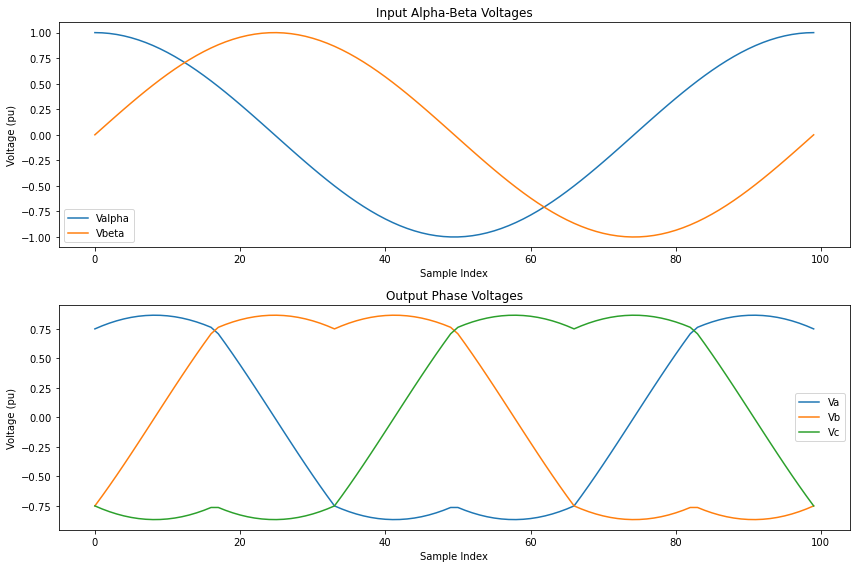 Input Alpha-Beta Voltages
1.00
0.75
0.50
0.25
0.00
−0.25
−0.50
−0.75
−1.00
Voltage (pu)
Valpha
Vbeta
0 20 40 60 80 100
Sample Index
Output Phase Voltages
0.75
0.50
0.25
0.00
−0.25
−0.50
−0.75
Voltage (pu)
Va
Vb
Vc
0 20 40 60 80 100
Sample Index